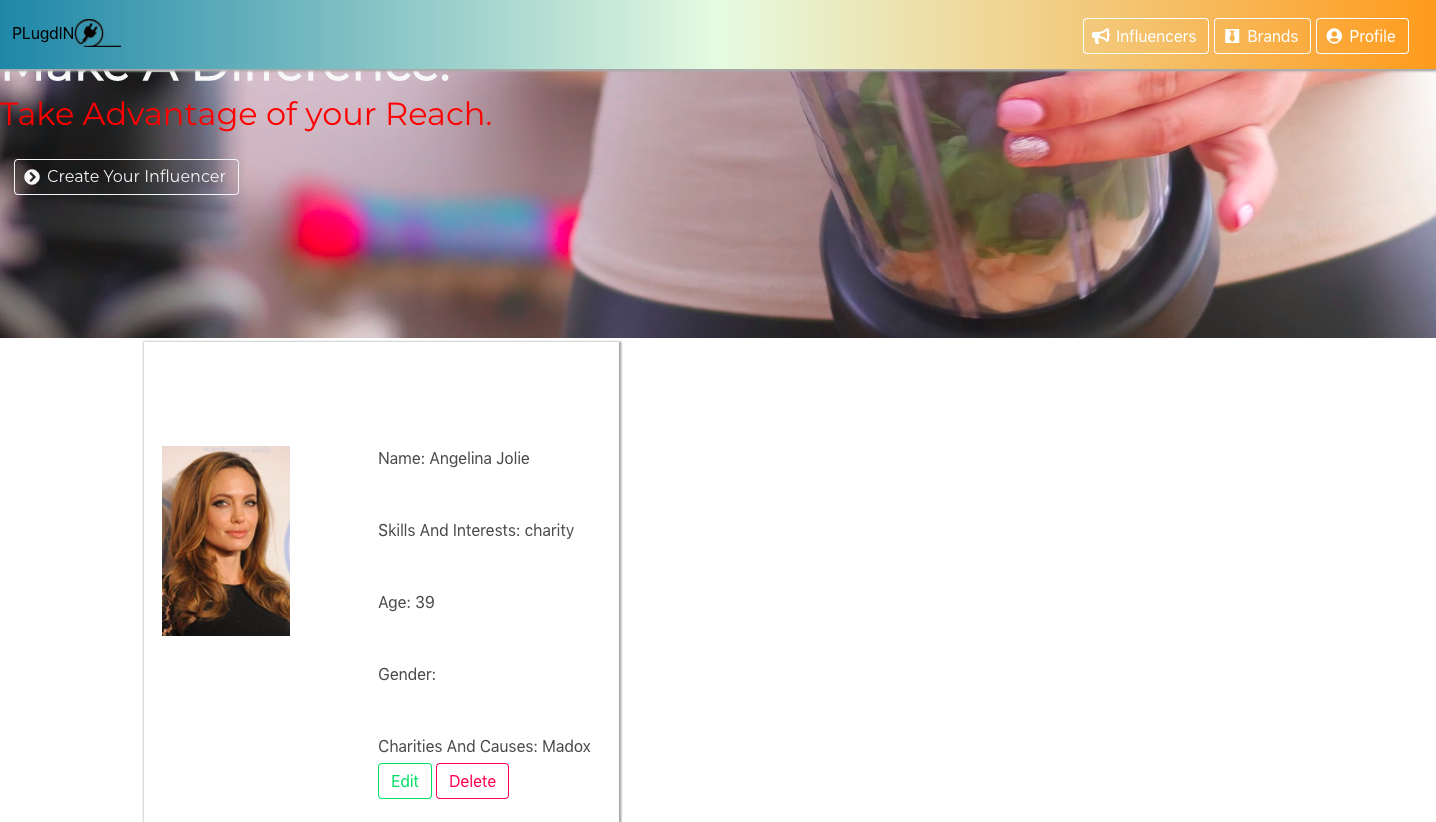 PLugdIN
Influencers
Brands
Profile
Make A Difference.
Take Advantage of your Reach.
Create Your Influencer
Name: Angelina Jolie
Skills And Interests: charity
Age: 39
Gender:
Charities And Causes: Madox
Edit
Delete